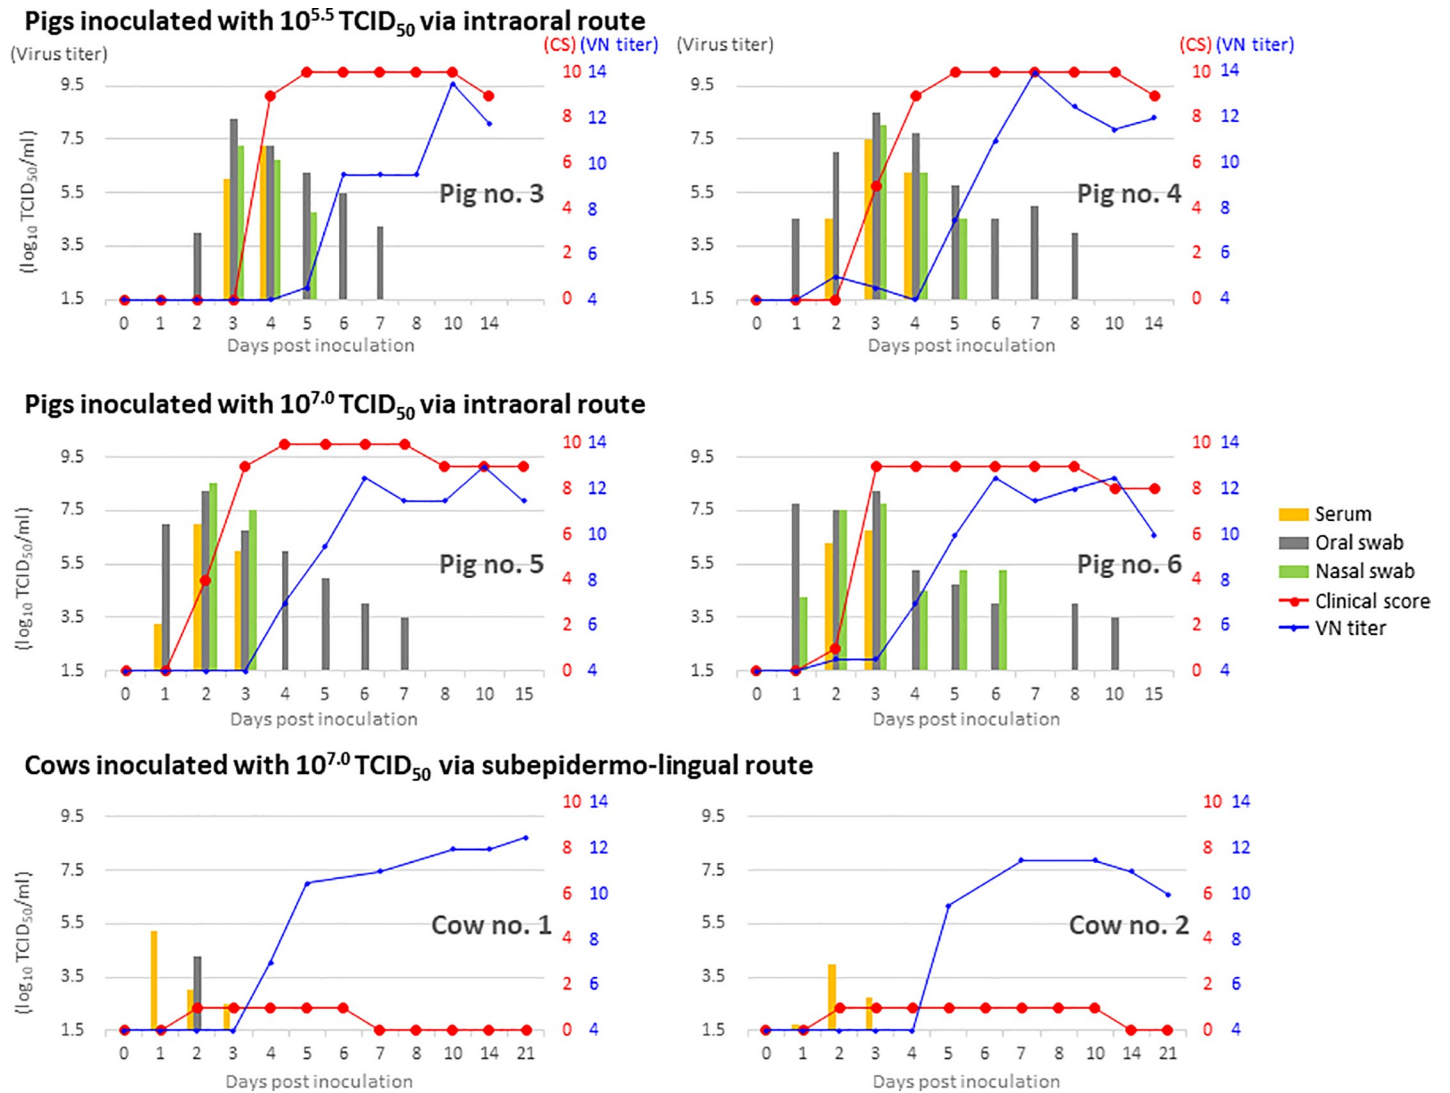 Pigs inoculated with 10^5.5 TCID50 via intraoral route
(Virus titer) (CS) (VN titer) (Virus titer) (CS) (VN titer)
(log10 TCID50/ml)
9.5 7.5 5.5 3.5 1.5
10 8 6 4 2 0
14 12 10 8 6 4
Pig no. 3
0 1 2 3 4 5 6 7 8 10 14
Days post inoculation
9.5 7.5 5.5 3.5 1.5
10 8 6 4 2 0
14 12 10 8 6 4
Pig no. 4
0 1 2 3 4 5 6 7 8 10 14
Days post inoculation
Pigs inoculated with 10^7.0 TCID50 via intraoral route
(log10 TCID50/ml)
9.5 7.5 5.5 3.5 1.5
10 8 6 4 2 0
14 12 10 8 6 4
Pig no. 5
0 1 2 3 4 5 6 7 8 10 15
Days post inoculation
9.5 7.5 5.5 3.5 1.5
10 8 6 4 2 0
14 12 10 8 6 4
Pig no. 6
0 1 2 3 4 5 6 7 8 10 15
Days post inoculation
Serum
Oral swab
Nasal swab
Clinical score
VN titer
Cows inoculated with 10^7.0 TCID50 via subepidermo-lingual route
(log10 TCID50/ml)
9.5 7.5 5.5 3.5 1.5
10 8 6 4 2 0
14 12 10 8 6 4
Cow no. 1
0 1 2 3 4 5 6 7 8 10 14 21
Days post inoculation
9.5 7.5 5.5 3.5 1.5
10 8 6 4 2 0
14 12 10 8 6 4
Cow no. 2
0 1 2 3 4 5 6 7 8 10 14 21
Days post inoculation